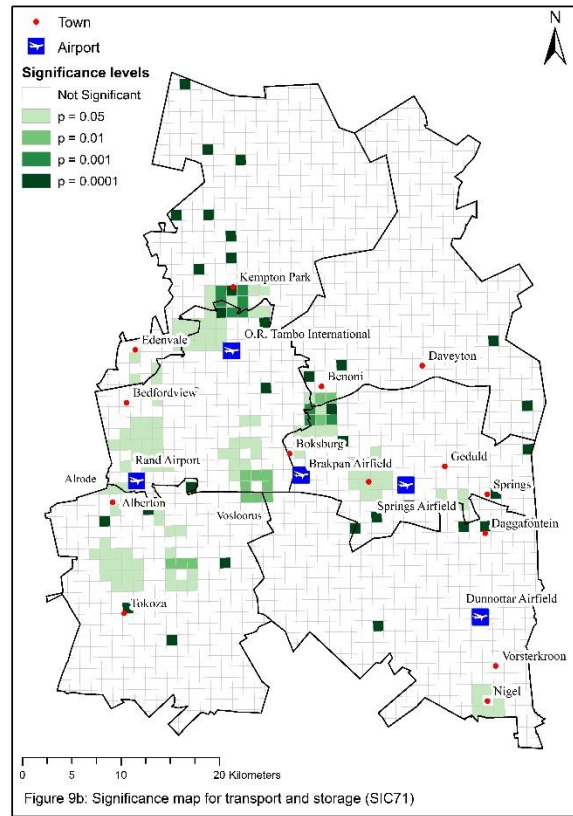 Town
Airport
N
Significance levels
Not Significant
p = 0.05
p = 0.01
p = 0.001
p = 0.0001
Kempton Park
Edenvale
O.R. Tambo International
Daveyton
Benoni
Bedfordview
Boksburg
Geduld
Rand Airport
Brakpan Airfield
Alrode
Springs
Alberton
Vosloorus
Springs Airfield
Daggafontein
Dunnottar Airfield
Tokoza
Vorsterkroon
Nigel
0 5 10 20 Kilometers
Figure 9b: Significance map for transport and storage (SIC71)